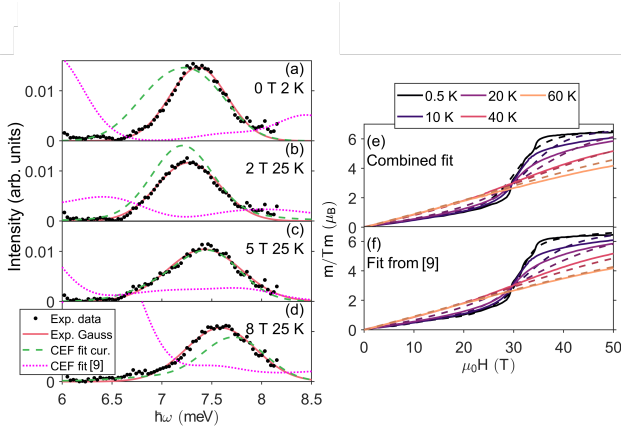 (a)
0.01
0 T 2 K
0
(b)
0.01
2 T 25 K
0
(c)
0.01
5 T 25 K
0
(d)
8 T 25 K
0
Exp. data
Exp. Gauss
CEF fit cur.
CEF fit [9]
6 6.5 7 7.5 8 8.5
ħω (meV)
Intensity (arb. units)
0.5 K 20 K 60 K
10 K 40 K
(e)
Combined fit
6
4
2
0
(f)
Fit from [9]
6
4
2
0
0 10 20 30 40 50
μ₀H (T)
m/Tm (μ_B)